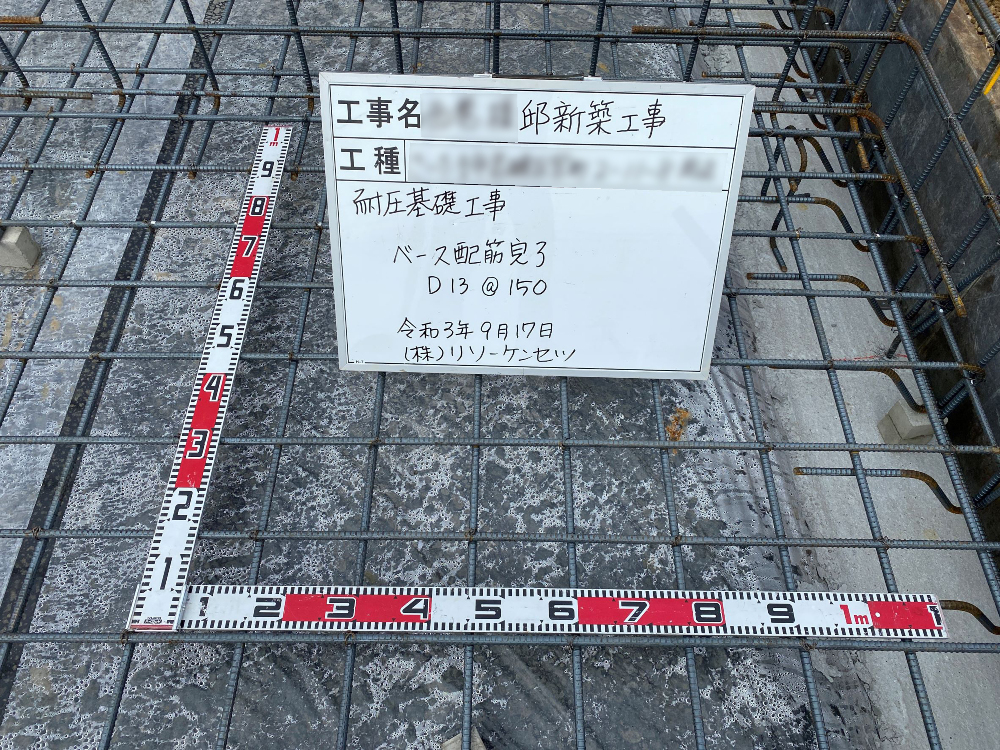 工事名 邸新築工事
工種
耐圧基礎工事
ベース配筋完了
D13 @ 150
令和3年9月17日
(株)リソーケンセツ
1m
9
8
7
6
5
4
3
2
1
1 2 3 4 5 6 7 8 9 1m 1